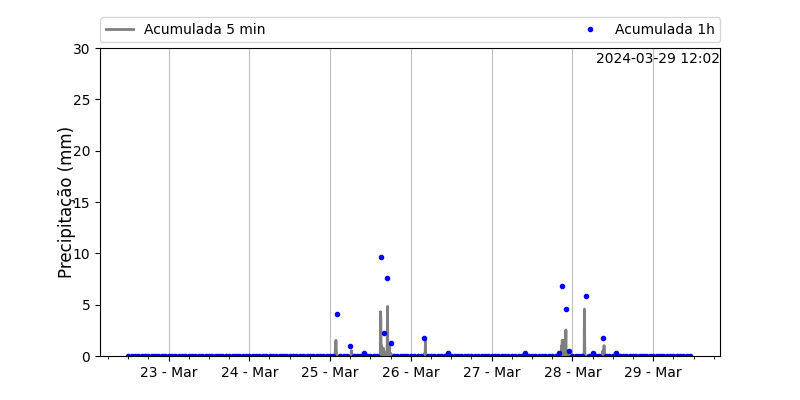 Acumulada 5 min
Acumulada 1h
2024-03-29 12:02
Precipitação (mm)
30
25
20
15
10
5
0
23 - Mar
24 - Mar
25 - Mar
26 - Mar
27 - Mar
28 - Mar
29 - Mar